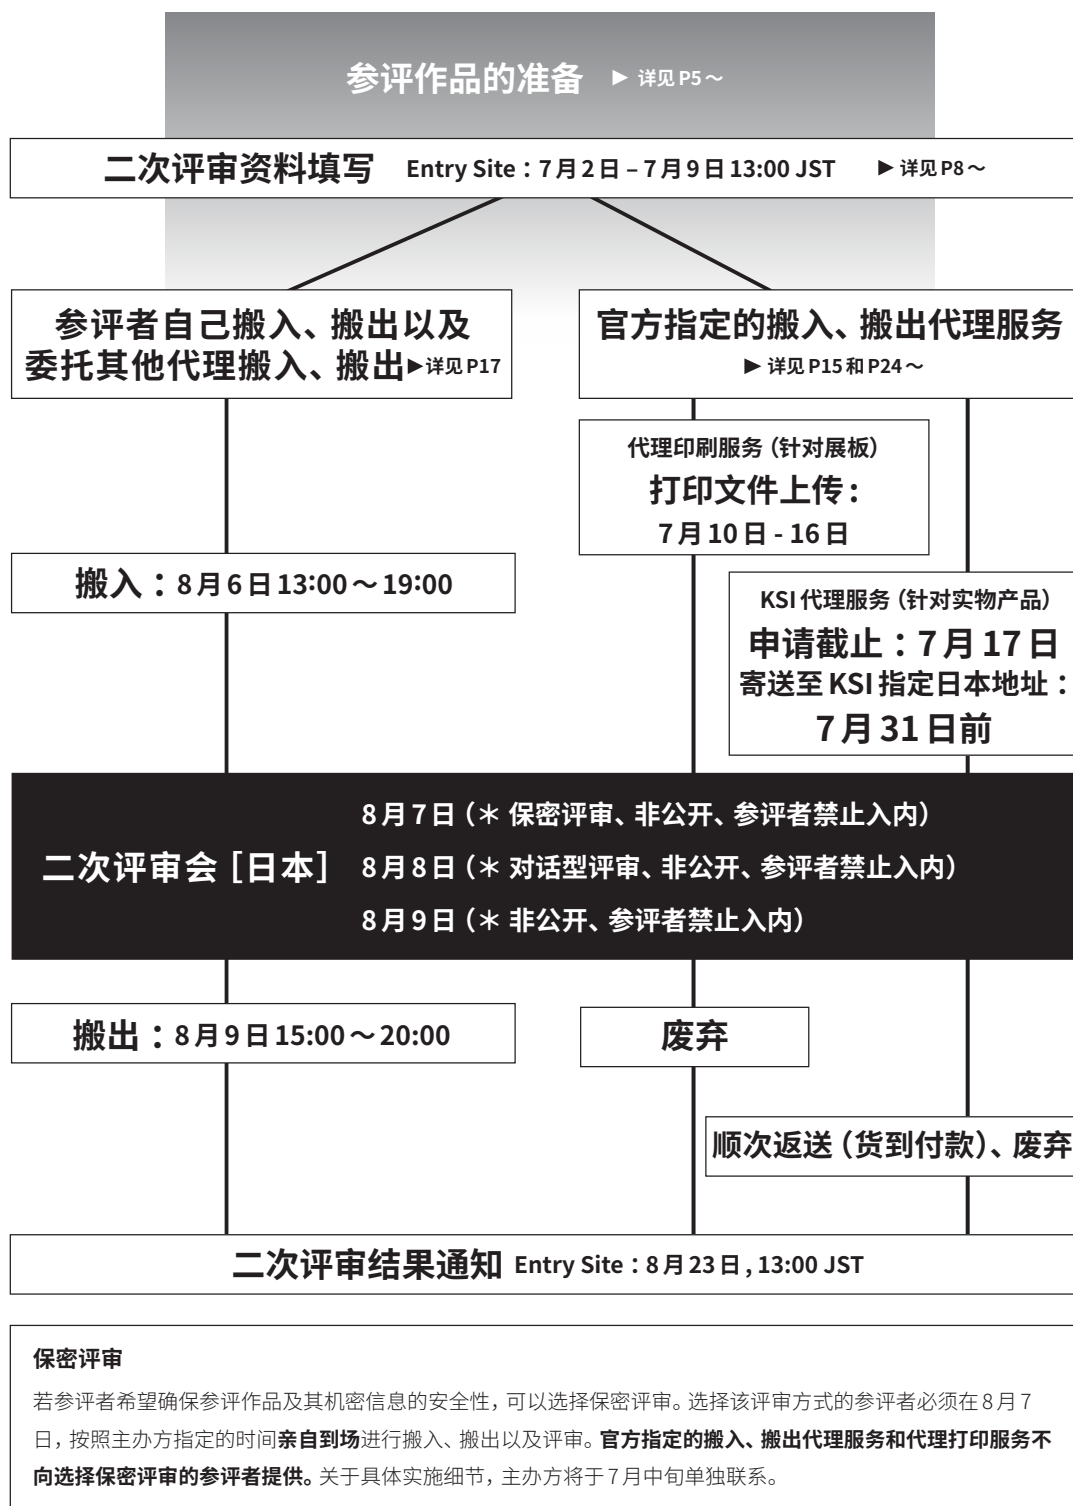 参评作品的准备 ▶ 详见P5～
二次评审资料填写 Entry Site：7月2日 – 7月9日13:00 JST ▶ 详见P8～
参评者自己搬入、搬出以及
委托其他代理搬入、搬出▶详见P17
官方指定的搬入、搬出代理服务
▶ 详见P15和P24～
代理印刷服务（针对展板）
打印文件上传：
7月10日 - 16日
搬入：8月6日13:00～19:00
KSI代理服务（针对实物产品）
申请截止：7月17日
寄送至KSI指定日本地址：
7月31日前
二次评审会［日本］
8月7日（＊ 保密评审、非公开、参评者禁止入内）
8月8日（＊ 对话型评审、非公开、参评者禁止入内）
8月9日（＊ 非公开、参评者禁止入内）
搬出：8月9日15:00～20:00
废弃
顺次返送（货到付款）、废弃
二次评审结果通知 Entry Site：8月23日, 13:00 JST
保密评审
若参评者希望确保参评作品及其机密信息的安全性，可以选择保密评审。选择该评审方式的参评者必须在8月7
日，按照主办方指定的时间亲自到场进行搬入、搬出以及评审。官方指定的搬入、搬出代理服务和代理打印服务不
向选择保密评审的参评者提供。关于具体实施细节，主办方将于7月中旬单独联系。